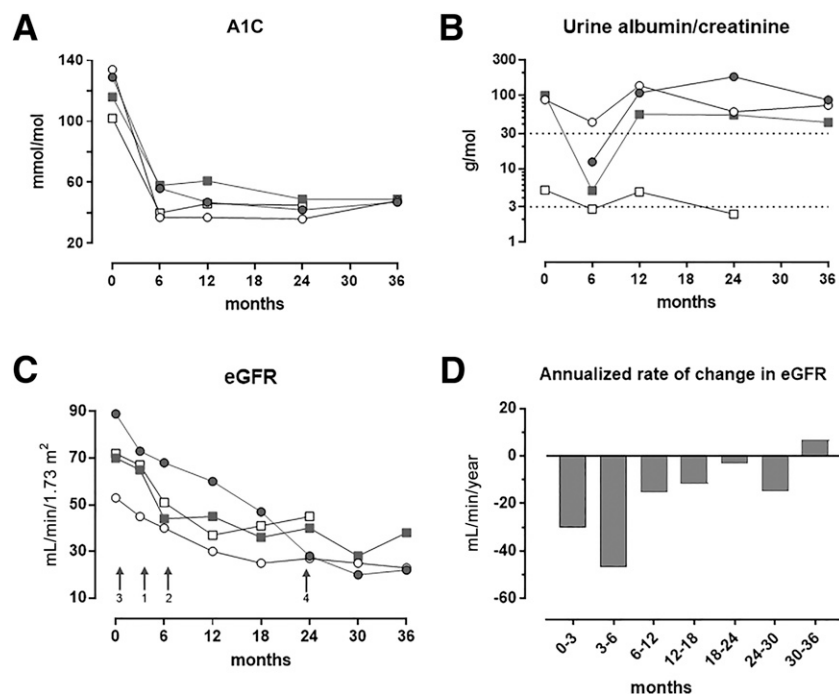 A
A1C
140
100
60
20
mmol/mol
0 6 12 18 24 30 36
months
B
Urine albumin/creatinine
300
100
30
10
3
1
g/mol
0 6 12 24 30 36
months
C
eGFR
90
70
50
30
10
mL/min/1.73 m²
3 1 2 4
0 6 12 18 24 30 36
months
D
Annualized rate of change in eGFR
20
0
-20
-40
-60
mL/min/year
0-3 3-6 6-12 12-18 18-24 24-30 30-36
months